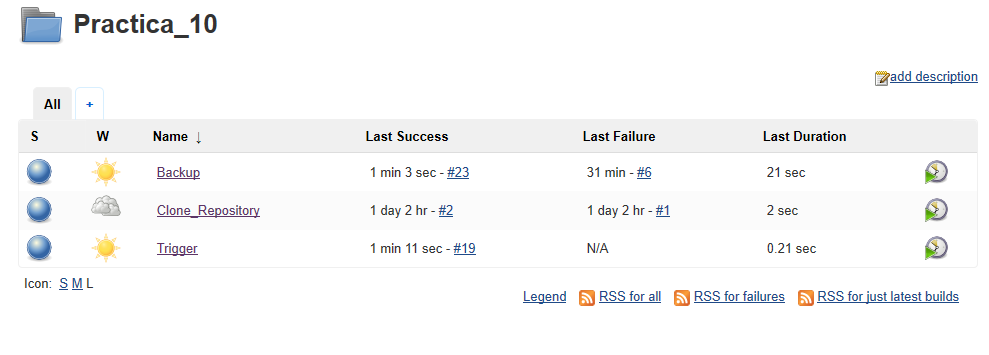 Practica_10
add description
All +
S W Name ↓ Last Success Last Failure Last Duration
Backup 1 min 3 sec - #23 31 min - #6 21 sec
Clone_Repository 1 day 2 hr - #2 1 day 2 hr - #1 2 sec
Trigger 1 min 11 sec - #19 N/A 0.21 sec
Icon: S M L
Legend RSS for all RSS for failures RSS for just latest builds